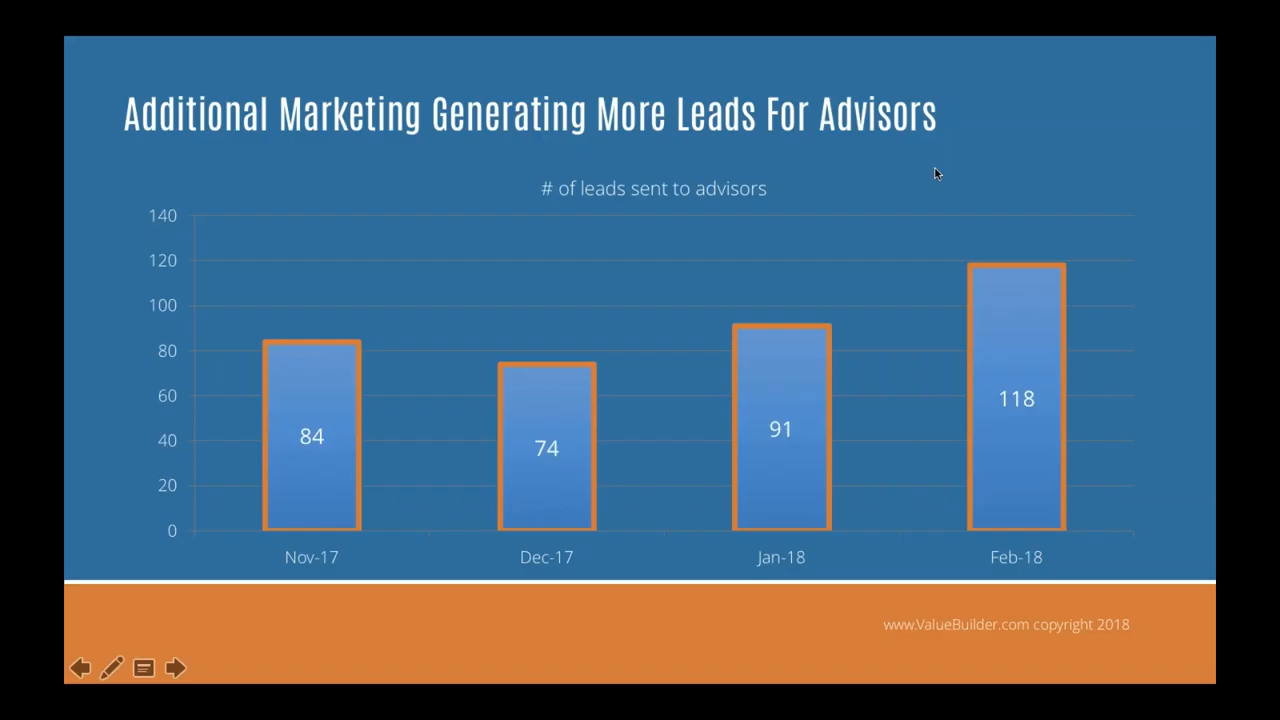 Additional Marketing Generating More Leads For Advisors
# of leads sent to advisors
140
120
100
80
60
40
20
0
84
74
91
118
Nov-17
Dec-17
Jan-18
Feb-18
www.ValueBuilder.com copyright 2018